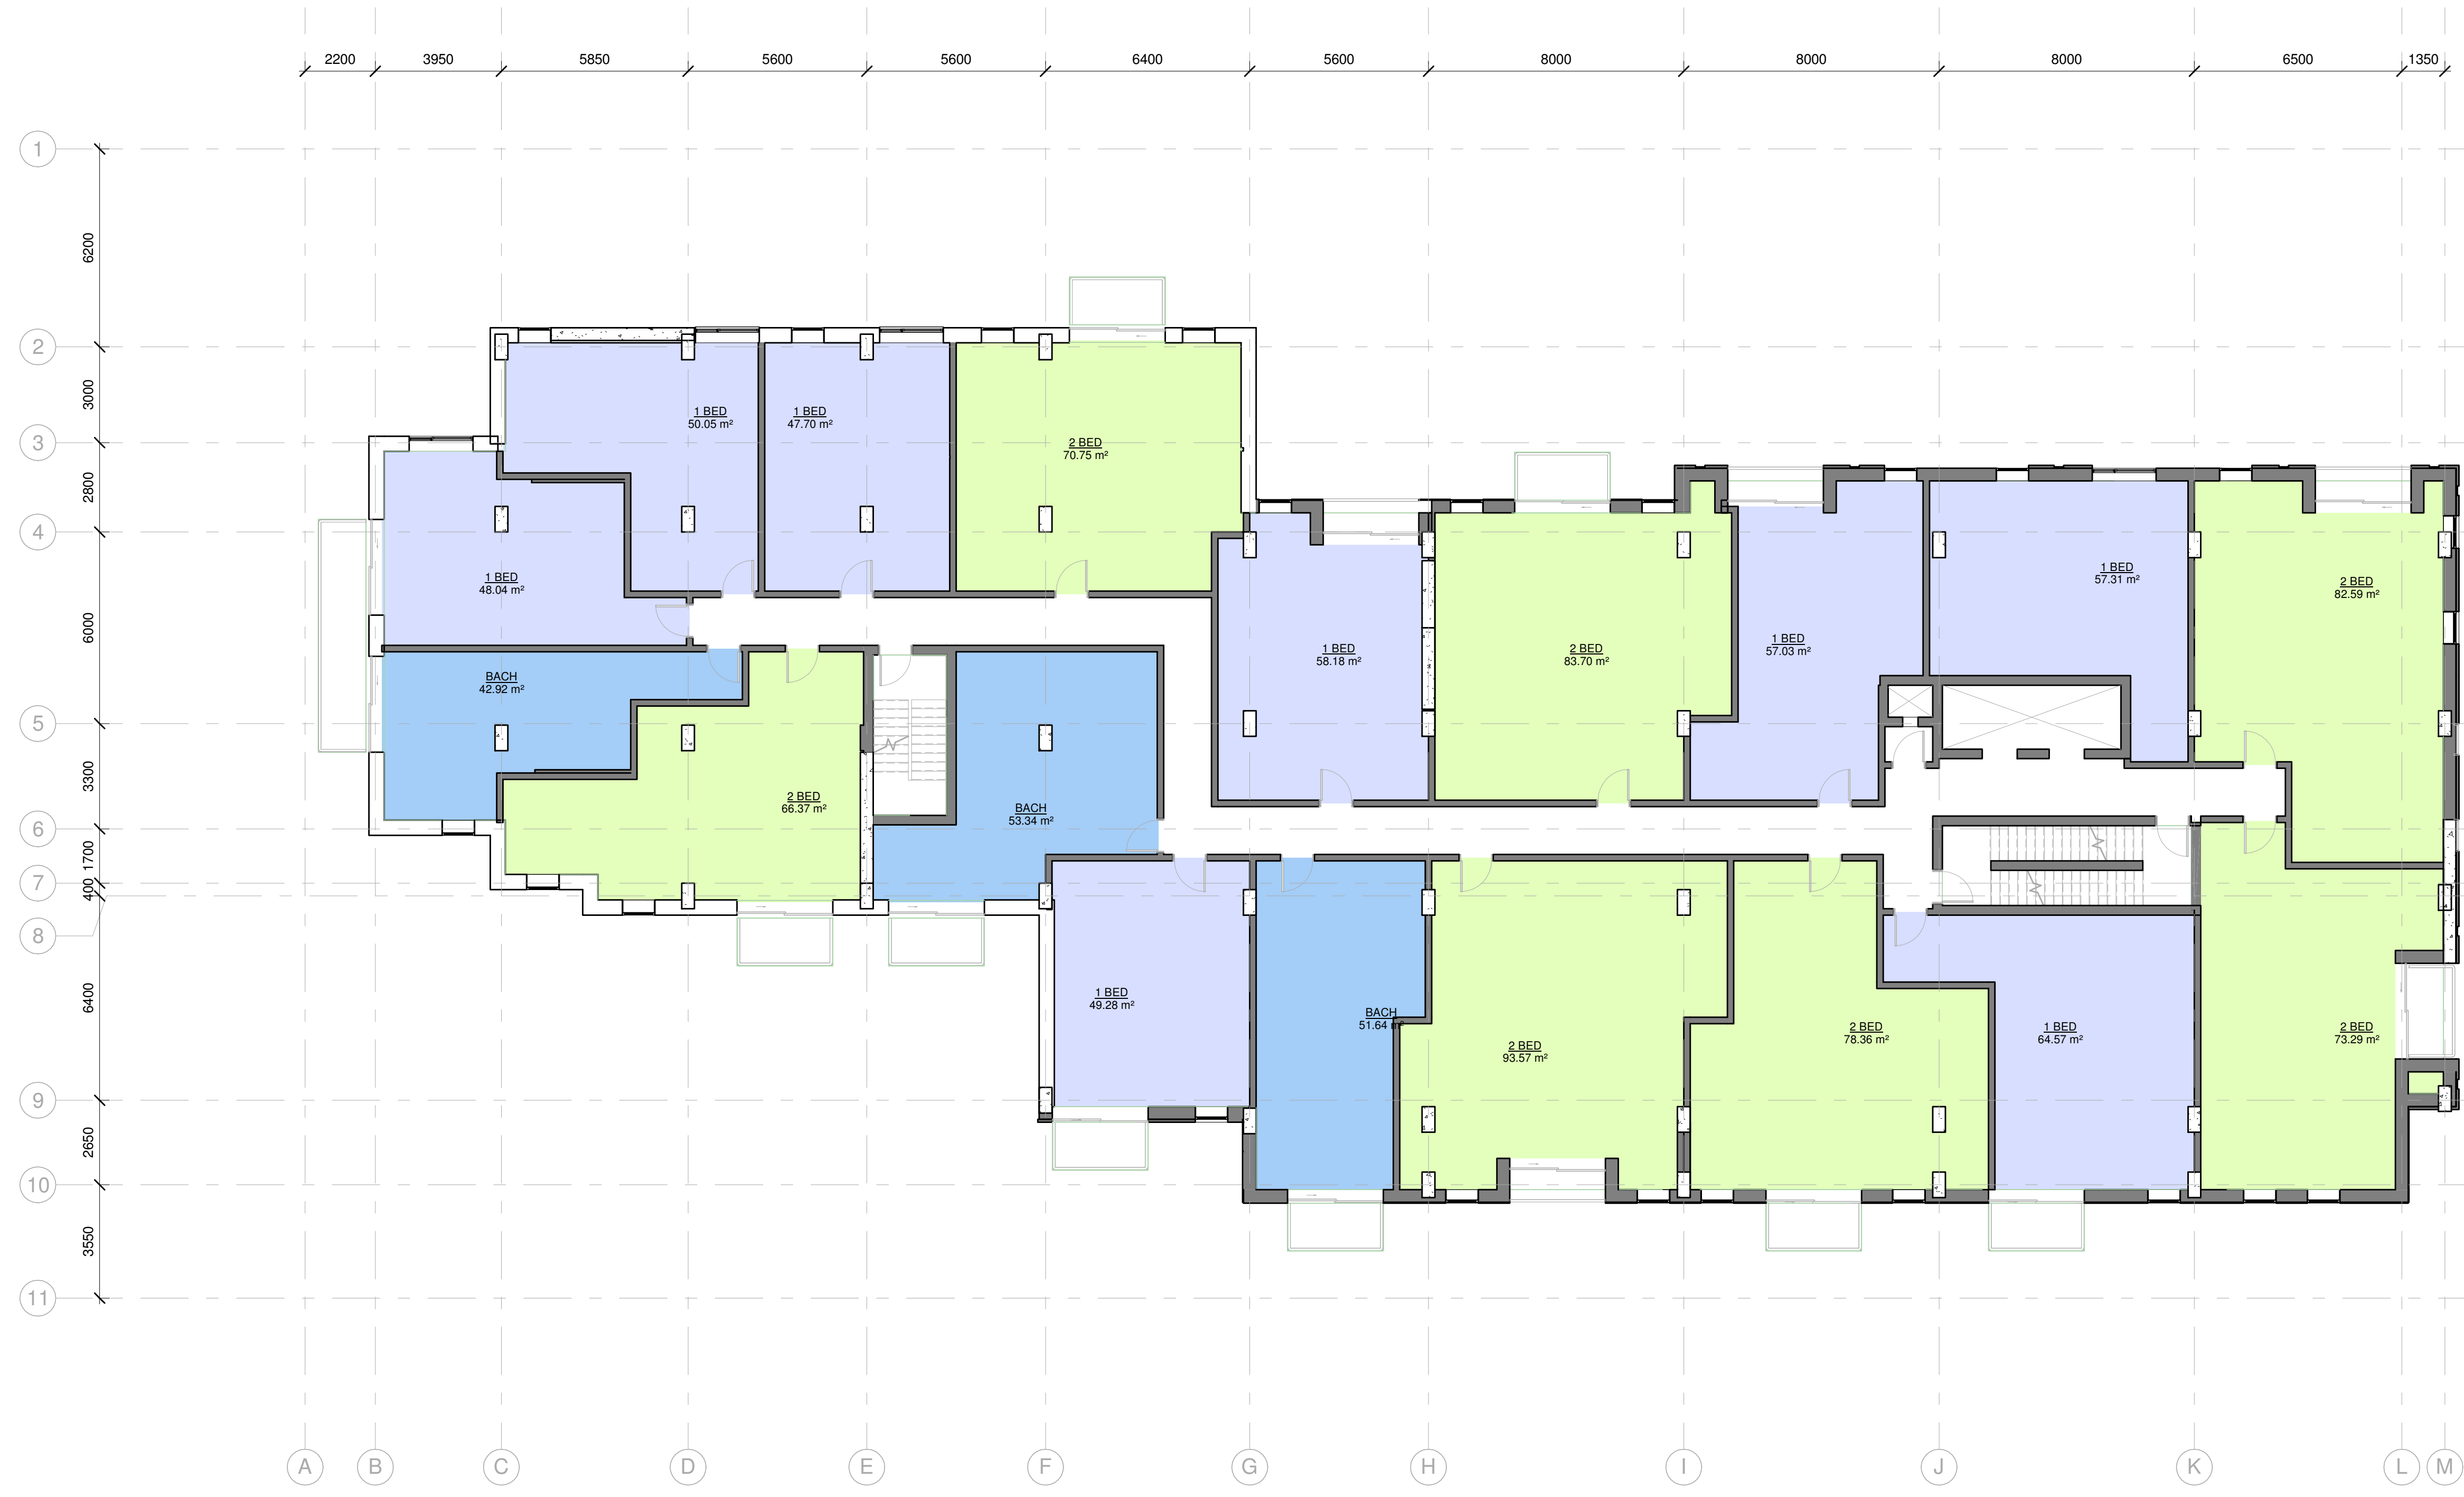 2200 3950 5850 5600 5600 6400 5600 8000 8000 8000 6500 1350
1
6200
2
3000
3
2800
4
6000
5
3300
6
1700
7
400
8
6400
9
2650
10
3550
11
1 BED
50.05 m²
1 BED
47.70 m²
2 BED
70.75 m²
1 BED
48.04 m²
1 BED
58.18 m²
2 BED
83.70 m²
1 BED
57.03 m²
1 BED
57.31 m²
2 BED
82.59 m²
BACH
42.92 m²
2 BED
66.37 m²
BACH
53.34 m²
1 BED
49.28 m²
BACH
51.64 m²
2 BED
93.57 m²
2 BED
78.36 m²
1 BED
64.57 m²
2 BED
73.29 m²
A B C D E F G H I J K L M